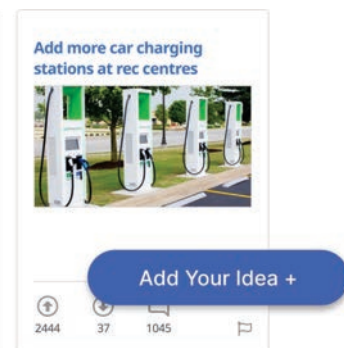 Add more car charging
stations at rec centres
Add Your Idea +
2444 37 1045